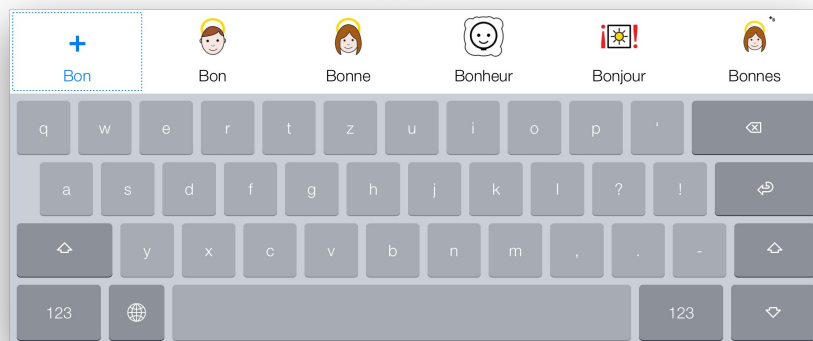 +
Bon Bon Bonne Bonheur Bonjour Bonnes
q w e r t z u i o p '
a s d f g h j k l ? !
y x c v b n m , . -
123 123